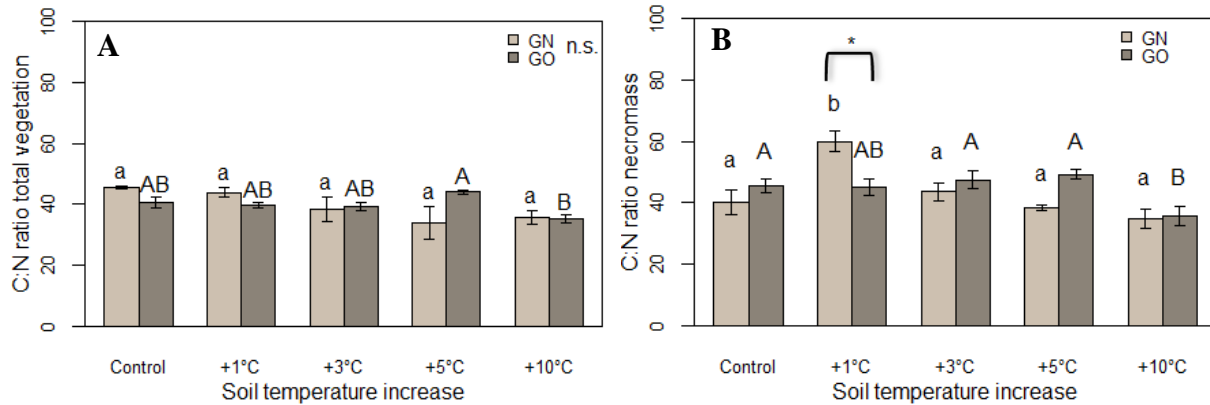 A
GN n.s.
GO
C:N ratio total vegetation
0 20 40 60 80 100
a AB a AB a AB a A a B
Control +1°C +3°C +5°C +10°C
Soil temperature increase
B
*
GN
GO
C:N ratio necromass
0 20 40 60 80 100
a A b AB a A a A a B
Control +1°C +3°C +5°C +10°C
Soil temperature increase